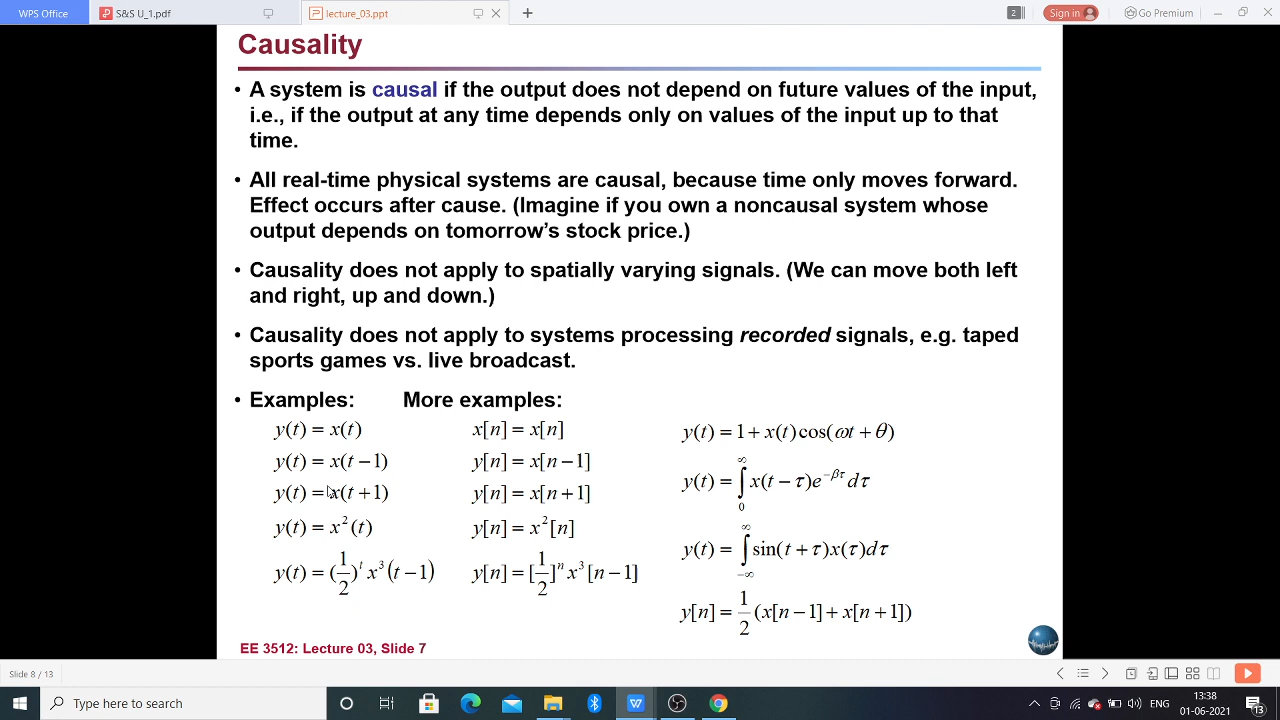 WPS Office
S&S U_1.pdf
lecture_03.ppt
2
Sign in
Go Premium
Causality
• A system is causal if the output does not depend on future values of the input,
i.e., if the output at any time depends only on values of the input up to that
time.
• All real-time physical systems are causal, because time only moves forward.
Effect occurs after cause. (Imagine if you own a noncausal system whose
output depends on tomorrow’s stock price.)
• Causality does not apply to spatially varying signals. (We can move both left
and right, up and down.)
• Causality does not apply to systems processing recorded signals, e.g. taped
sports games vs. live broadcast.
• Examples: More examples:
y(t) = x(t)
y(t) = x(t −1)
y(t) = x(t +1)
y(t) = x²(t)
y(t) = (1/2)^t x³(t −1)
x[n] = x[n]
y[n] = x[n −1]
y[n] = x[n +1]
y[n] = x²[n]
y[n] = [1/2]^n x³[n −1]
y(t) = 1 + x(t) cos(ωt + θ)
y(t) = ∫₀^∞ x(t − τ)e^(−βτ) dτ
y(t) = ∫_−∞^∞ sin(t + τ)x(τ)dτ
y[n] = 1/2 (x[n −1] + x[n +1])
EE 3512: Lecture 03, Slide 7
Slide 8 / 13
Type here to search
W
ENG
13:38
01-06-2021
13